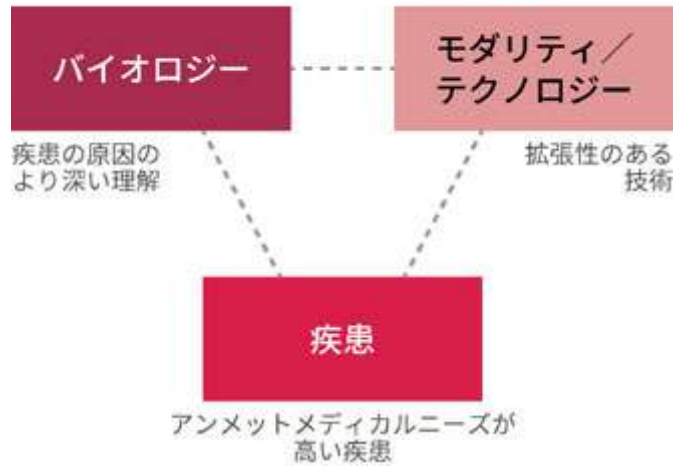 バイオロジー
モダリティ／
テクノロジー
疾患の原因の
より深い理解
拡張性のある
技術
疾患
アンメットメディカルニーズが
高い疾患